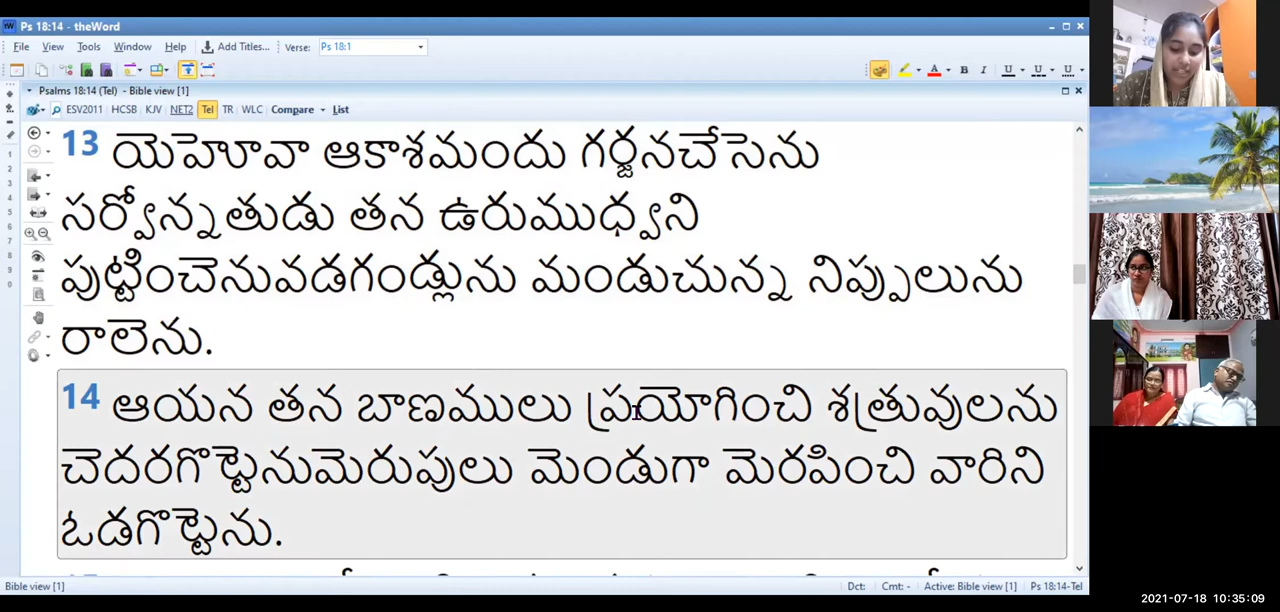 Ps 18:14 - theWord
File View Tools Window Help Add Titles... Verse: Ps 18:1
Psalms 18:14 (Tel) - Bible view [1]
ESV2011 HCSB KJV NET2 Tel TR WLC Compare List
13 యెహోవా ఆకాశమందు గర్జనచేసెను
సర్వోన్నతుడు తన ఉరుముధ్వని
పుట్టించెనువడగండ్లును మండుచున్న నిప్పులును
రాలెను.
14 ఆయన తన బాణములు ప్రయోగించి శత్రువులను
చెదరగొట్టెనుమెరుపులు మెండుగా మెరపించి వారిని
ఓడగొట్టెను.
Bible view [1] Dct: Cmt: - Active: Bible view [1] Ps 18:14-Tel
2021-07-18 10:35:09